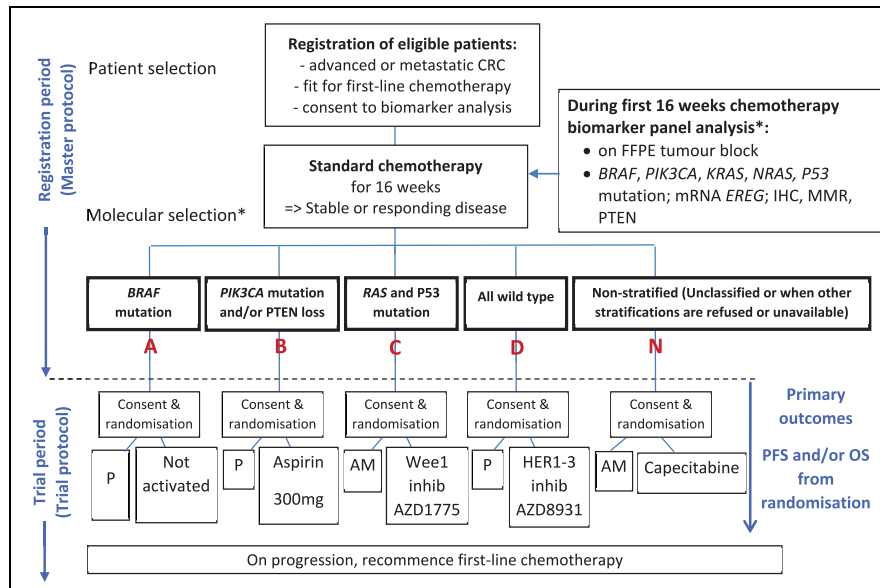 Registration of eligible patients:
- advanced or metastatic CRC
- fit for first-line chemotherapy
- consent to biomarker analysis
Patient selection
Registration period
(Master protocol)
During first 16 weeks chemotherapy
biomarker panel analysis*:
• on FFPE tumour block
• BRAF, PIK3CA, KRAS, NRAS, P53
mutation; mRNA EREG; IHC, MMR,
PTEN
Standard chemotherapy
for 16 weeks
=> Stable or responding disease
Molecular selection*
BRAF
mutation
PIK3CA mutation
and/or PTEN loss
RAS and P53
mutation
All wild type
Non-stratified (Unclassified or when other
stratifications are refused or unavailable)
A
B
C
D
N
Trial period
(Trial protocol)
Consent &
randomisation
Consent &
randomisation
Consent &
randomisation
Consent &
randomisation
Consent &
randomisation
Primary
outcomes
PFS and/or OS
from
randomisation
P
Not
activated
P
Aspirin
300mg
AM
Wee1
inhib
AZD1775
P
HER1-3
inhib
AZD8931
AM
Capecitabine
On progression, recommence first-line chemotherapy